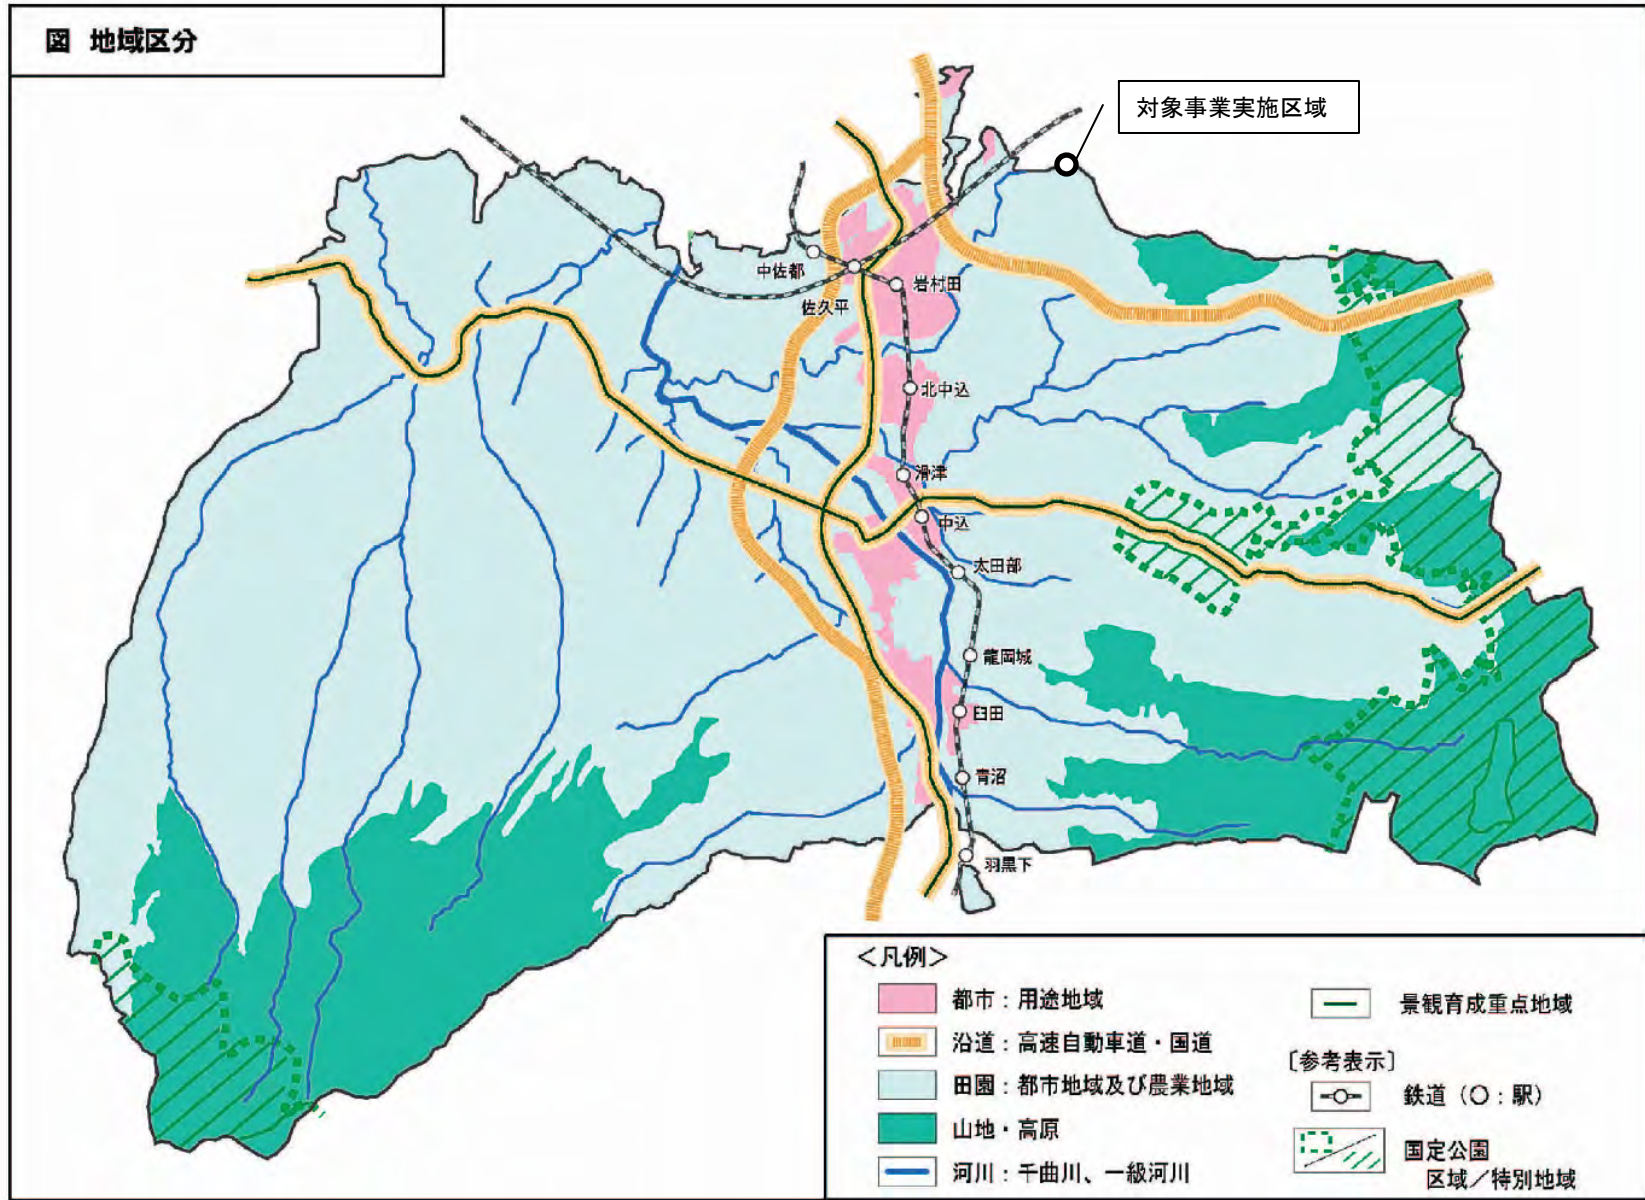 図 地域区分
対象事業実施区域
中佐都
佐久平
岩村田
北中込
滑津
中込
太田部
龍岡城
臼田
青沼
羽黒下
＜凡例＞
都市：用途地域
沿道：高速自動車道・国道
田園：都市地域及び農業地域
山地・高原
河川：千曲川、一級河川
景観育成重点地域
〔参考表示〕
鉄道（○：駅）
国定公園
区域／特別地域